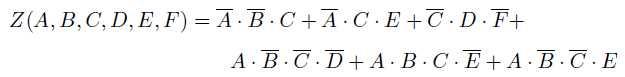 Z(A, B, C, D, E, F) = A̅ · B̅ · C + A̅ · C · E + C̅ · D · F̅+
A · B̅ · C̅ · D̅ + A · B · C · E̅ + A · B̅ · C̅ · E